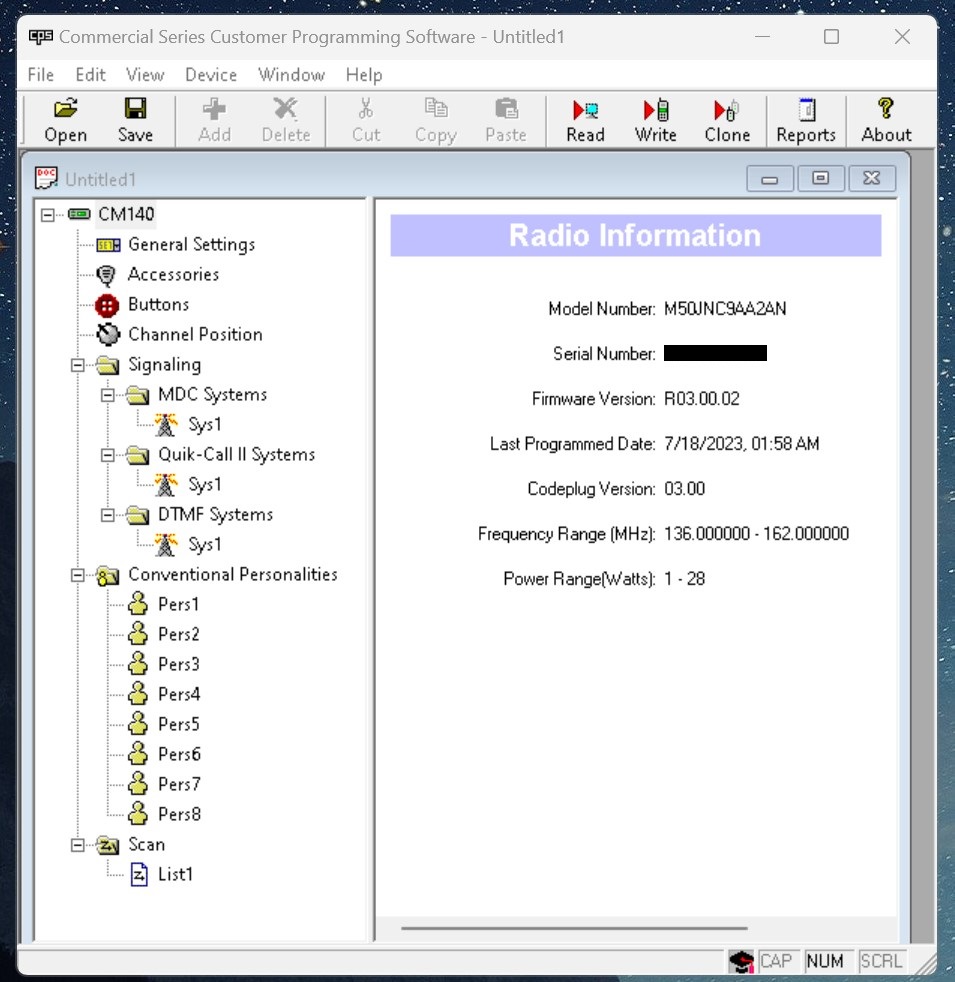 cps Commercial Series Customer Programming Software - Untitled1
File Edit View Device Window Help
Open Save Add Delete Cut Copy Paste Read Write Clone Reports About
DOC Untitled1
CM140
SET General Settings
Accessories
Buttons
Channel Position
Signaling
MDC Systems
Sys1
Quik-Call II Systems
Sys1
DTMF Systems
Sys1
Conventional Personalities
Pers1
Pers2
Pers3
Pers4
Pers5
Pers6
Pers7
Pers8
Scan
List1
Radio Information
Model Number: M50JNC9AA2AN
Serial Number:
Firmware Version: R03.00.02
Last Programmed Date: 7/18/2023, 01:58 AM
Codeplug Version: 03.00
Frequency Range (MHz): 136.000000 - 162.000000
Power Range(Watts): 1 - 28
CAP NUM SCRL